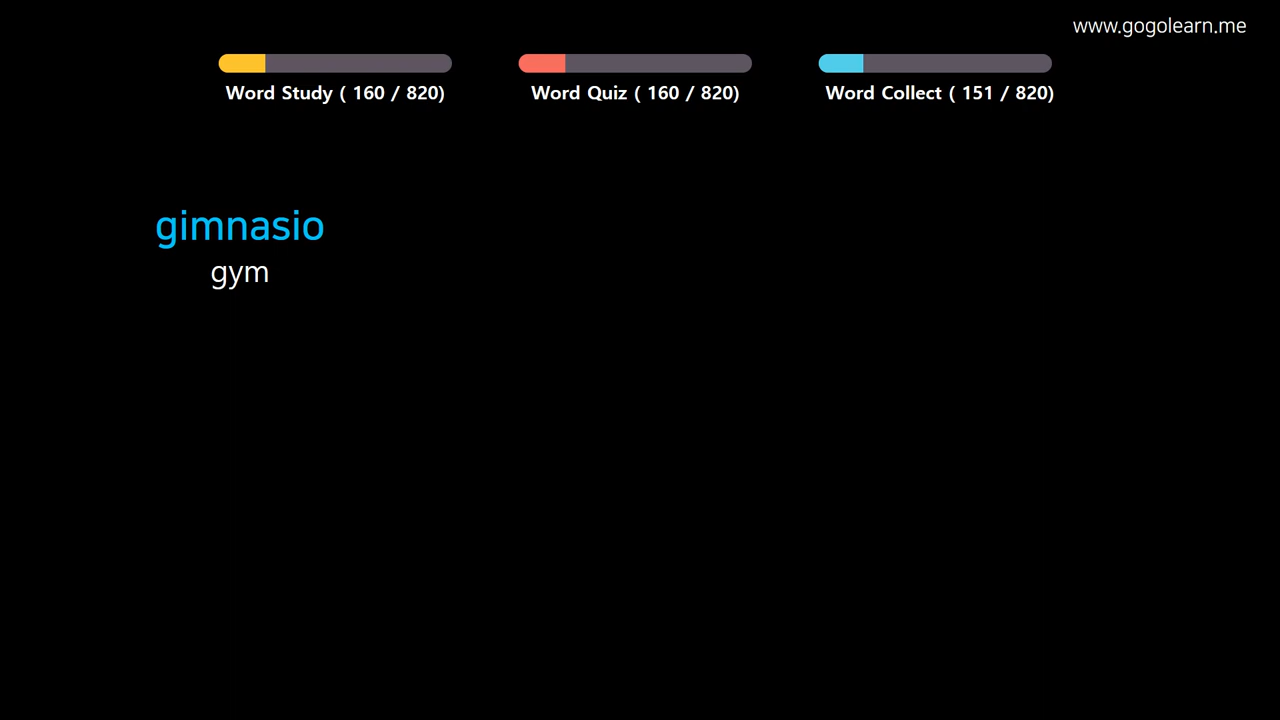 www.gogolearn.me
Word Study ( 160 / 820)
Word Quiz ( 160 / 820)
Word Collect ( 151 / 820)
gimnasio
gym